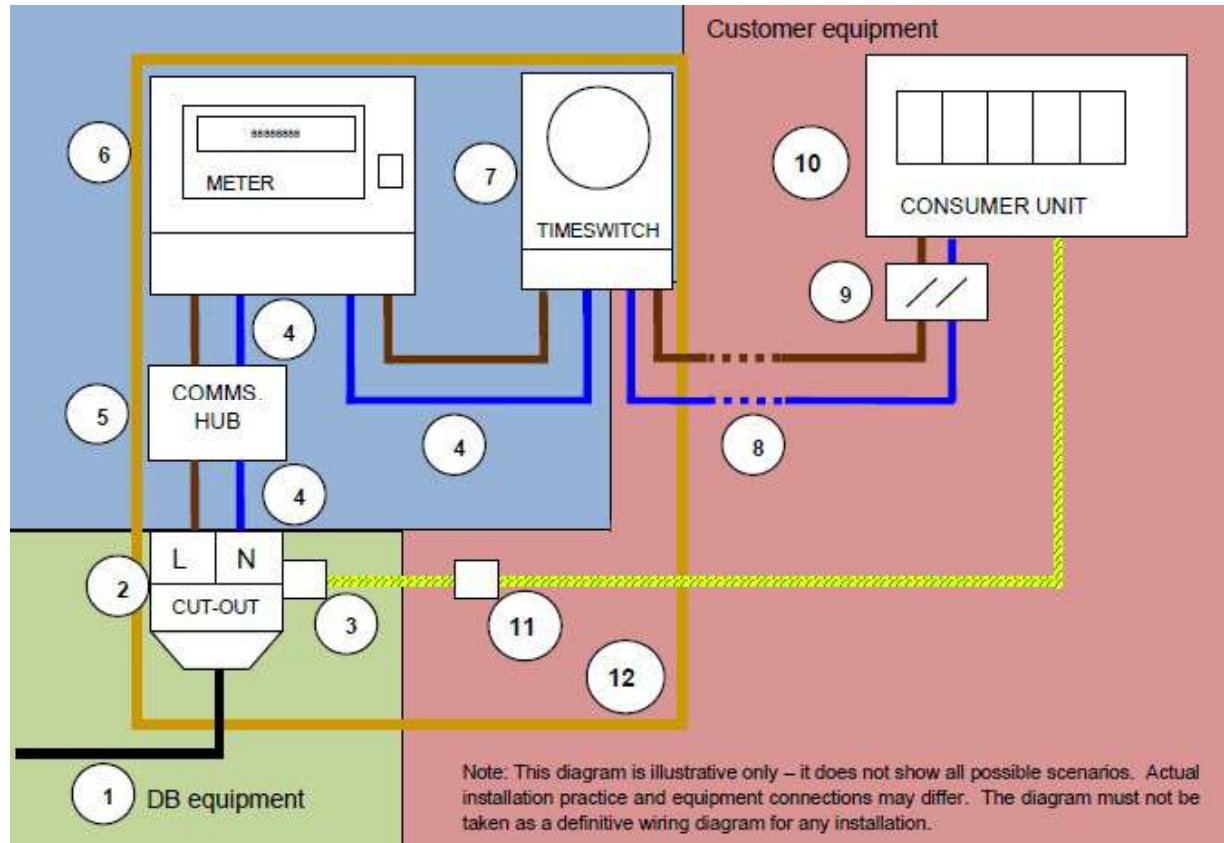 Customer equipment
88888888
6
METER
7
TIMESWITCH
10
CONSUMER UNIT
9
4
COMMS.
HUB
5
4
8
4
L N
2
CUT-OUT
3
11
12
1
DB equipment
Note: This diagram is illustrative only – it does not show all possible scenarios. Actual
installation practice and equipment connections may differ. The diagram must not be
taken as a definitive wiring diagram for any installation.